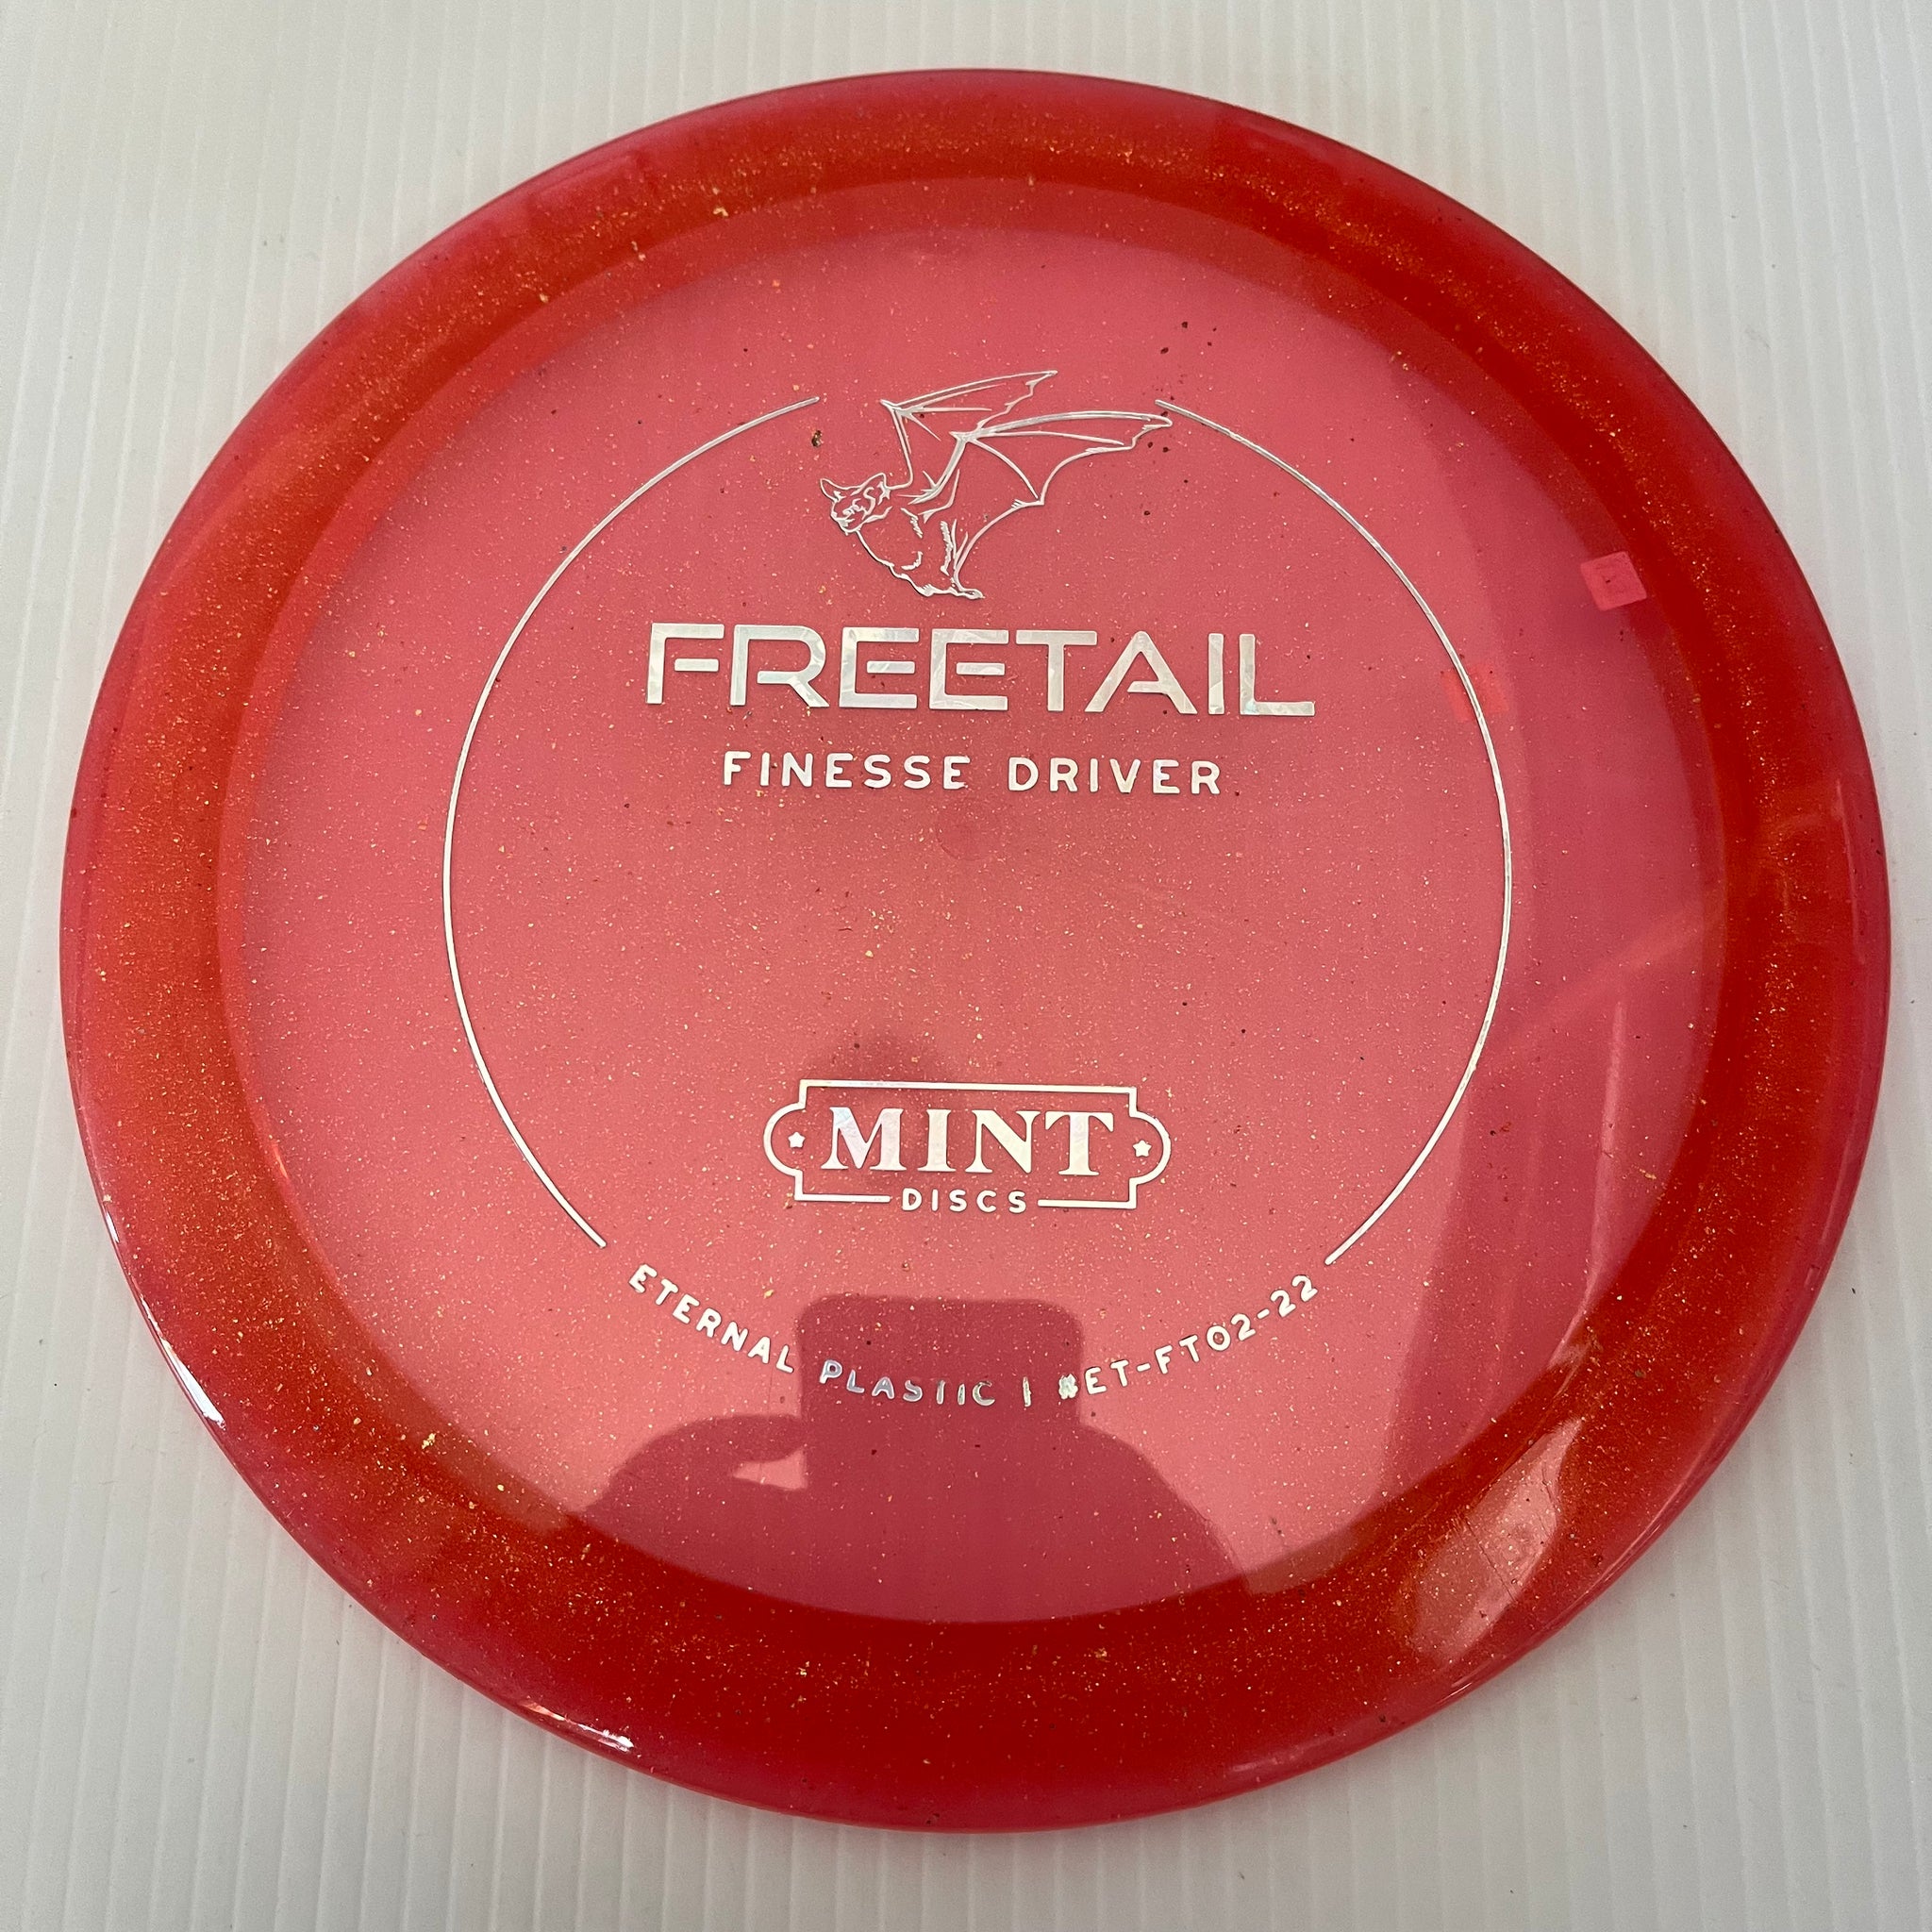 FREETAIL
FINESSE DRIVER
MINT
DISCS
ETERNAL PLASTIC | #ET-FT02-22